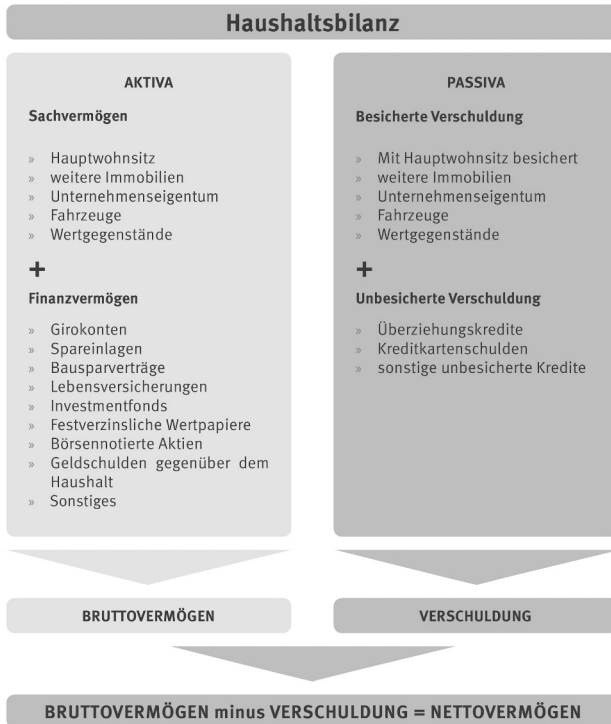 Haushaltsbilanz
AKTIVA
Sachvermögen
» Hauptwohnsitz
» weitere Immobilien
» Unternehmenseigentum
» Fahrzeuge
» Wertgegenstände
+
Finanzvermögen
» Girokonten
» Spareinlagen
» Bausparverträge
» Lebensversicherungen
» Investmentfonds
» Festverzinsliche Wertpapiere
» Börsennotierte Aktien
» Geldschulden gegenüber dem
Haushalt
» Sonstiges
PASSIVA
Besicherte Verschuldung
» Mit Hauptwohnsitz besichert
» weitere Immobilien
» Unternehmenseigentum
» Fahrzeuge
» Wertgegenstände
+
Unbesicherte Verschuldung
» Überziehungskredite
» Kreditkartenschulden
» sonstige unbesicherte Kredite
BRUTTOVERMÖGEN
VERSCHULDUNG
BRUTTOVERMÖGEN minus VERSCHULDUNG = NETTOVERMÖGEN